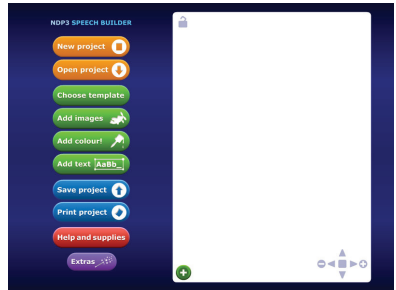 NDP3 SPEECH BUILDER
New project
Open project
Choose template
Add images
Add colour!
Add text AaBb_
Save project
Print project
Help and supplies
Extras